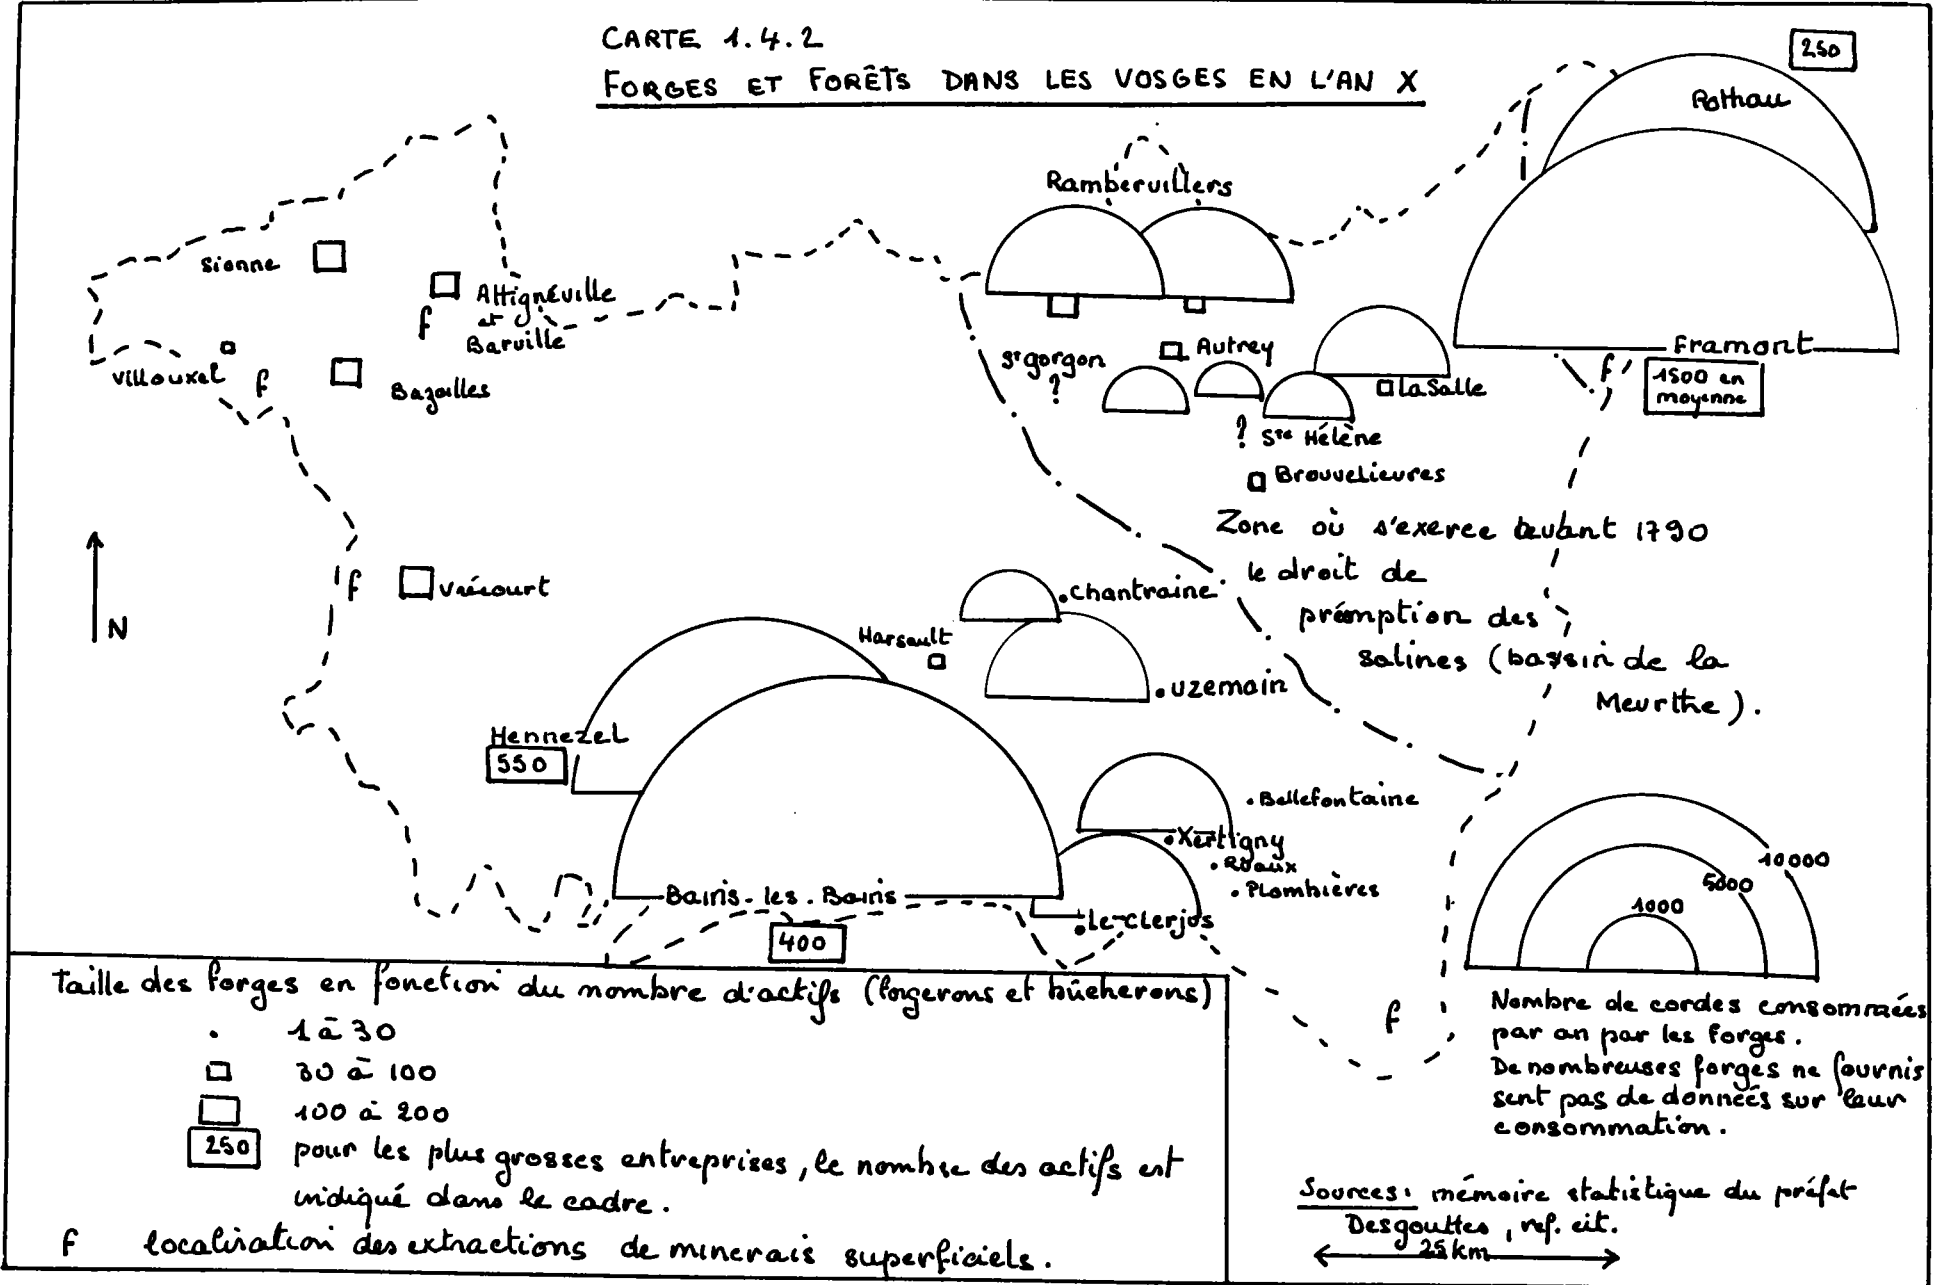 CARTE 1.4.2
FORGES ET FORÊTS DANS LES VOSGES EN L'AN X
250
Rothau
Rambervillers
Sionne
Attignéville
et
Barville
f
Villouxel
f
Bazoilles
St gorgon
?
Autrey
La Salle
Framont
f
1500 en
moyenne
? Ste Hélène
Brouvelieures
Zone où s'exerce avant 1790
le droit de
prémption des
salines (bassin de la
Meurthe).
N
f
Vrécourt
Chantraine
Harsault
Uzemain
Hennezel
550
Bellefontaine
Xertigny
Ruaux
Plombières
Bains-les-Bains
Le-Clerjus
400
10000
5000
1000
f
Nombre de cordes consommées
par an par les forges.
De nombreuses forges ne fournis
sent pas de données sur leur
consommation.
Taille des forges en fonction du nombre d'actifs (forgerons et bûcherons)
. 1 à 30
30 à 100
100 à 200
250 pour les plus grosses entreprises, le nombre des actifs est
indiqué dans le cadre.
f localisation des extractions de minerais superficiels.
Sources: mémoire statistique du préfet
Desgouttes, ref. cit.
25 km